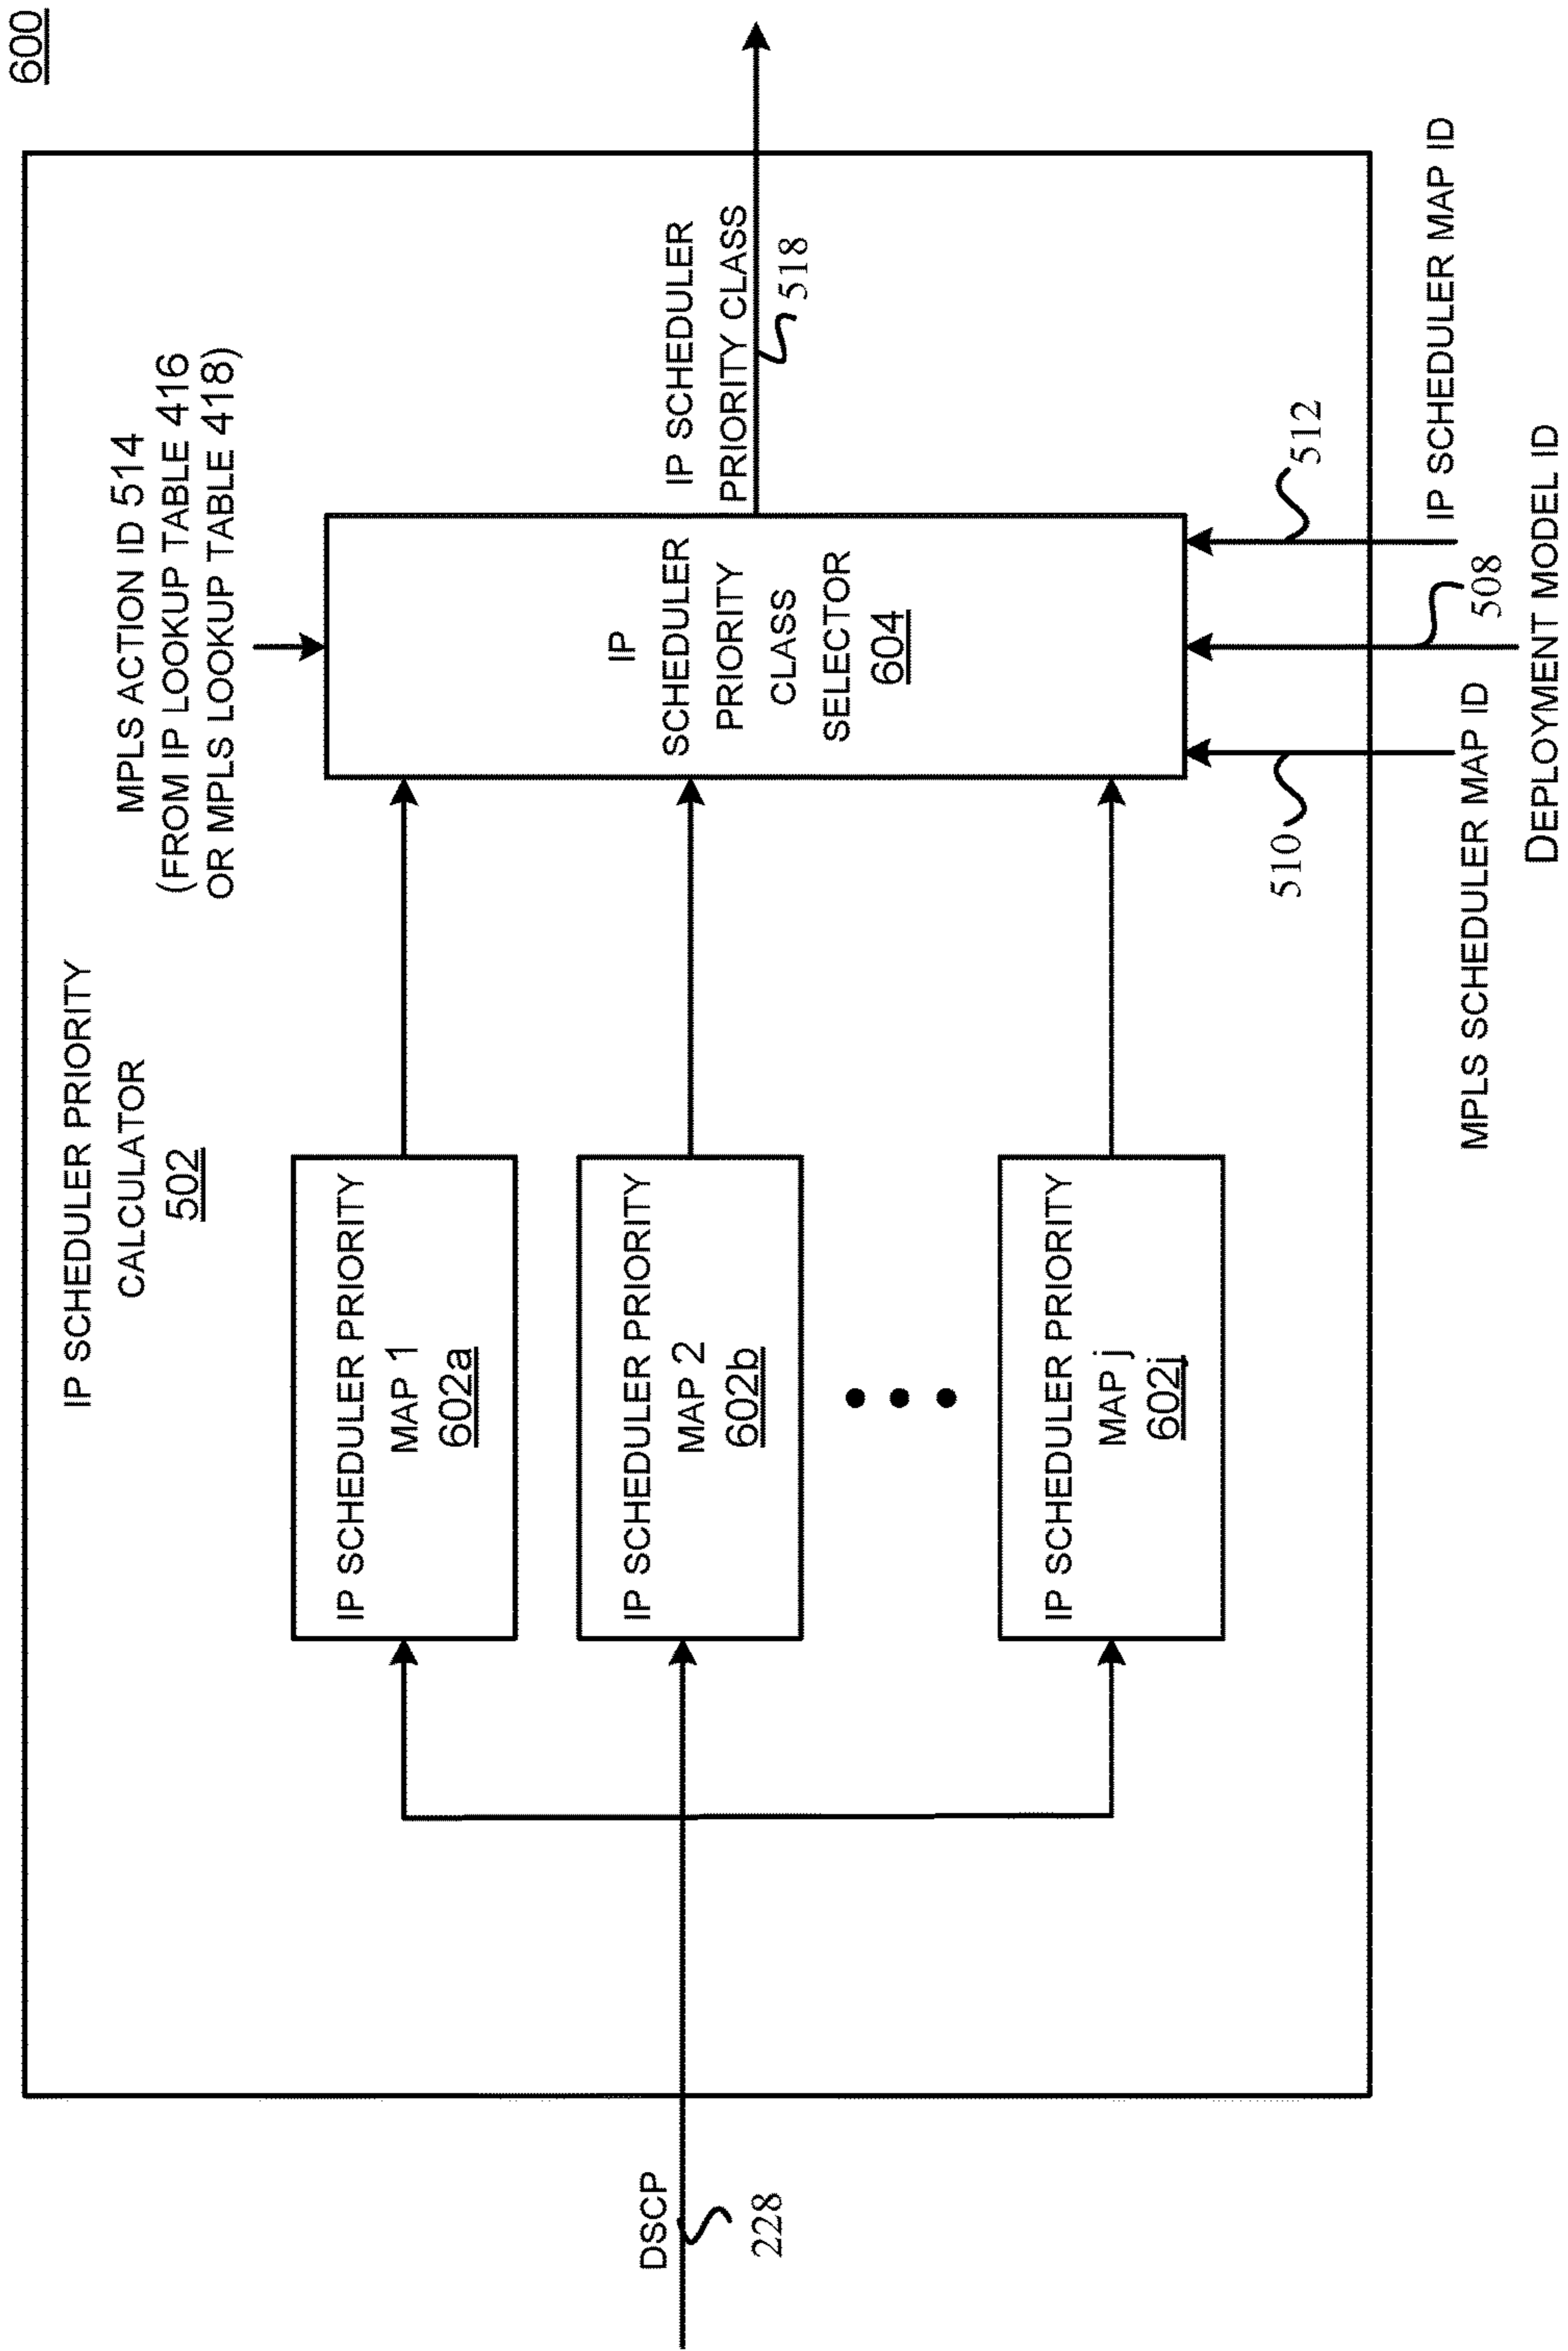 600
IP SCHEDULER PRIORITY
CALCULATOR
502
MPLS ACTION ID 514
(FROM IP LOOKUP TABLE 416
OR MPLS LOOKUP TABLE 418)
DSCP
228
IP SCHEDULER PRIORITY
MAP 1
602a
IP SCHEDULER PRIORITY
MAP 2
602b
IP SCHEDULER PRIORITY
MAP j
602j
IP
SCHEDULER
PRIORITY
CLASS
SELECTOR
604
IP SCHEDULER
PRIORITY CLASS
518
510
508
512
MPLS SCHEDULER MAP ID
DEPLOYMENT MODEL ID
IP SCHEDULER MAP ID